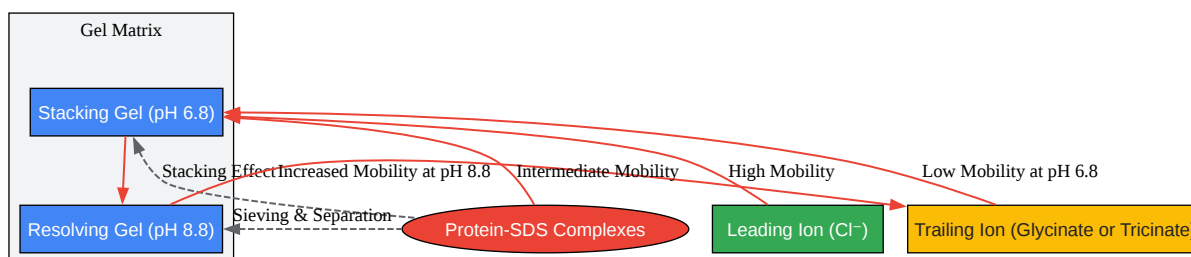 Gel Matrix
Stacking Gel (pH 6.8)
Stacking Effect
Increased Mobility at pH 8.8
Intermediate Mobility
High Mobility
Low Mobility at pH 6.8
Sieving & Separation
Resolving Gel (pH 8.8)
Protein-SDS Complexes
Leading Ion (Cl⁻)
Trailing Ion (Glycinate or Tricinate